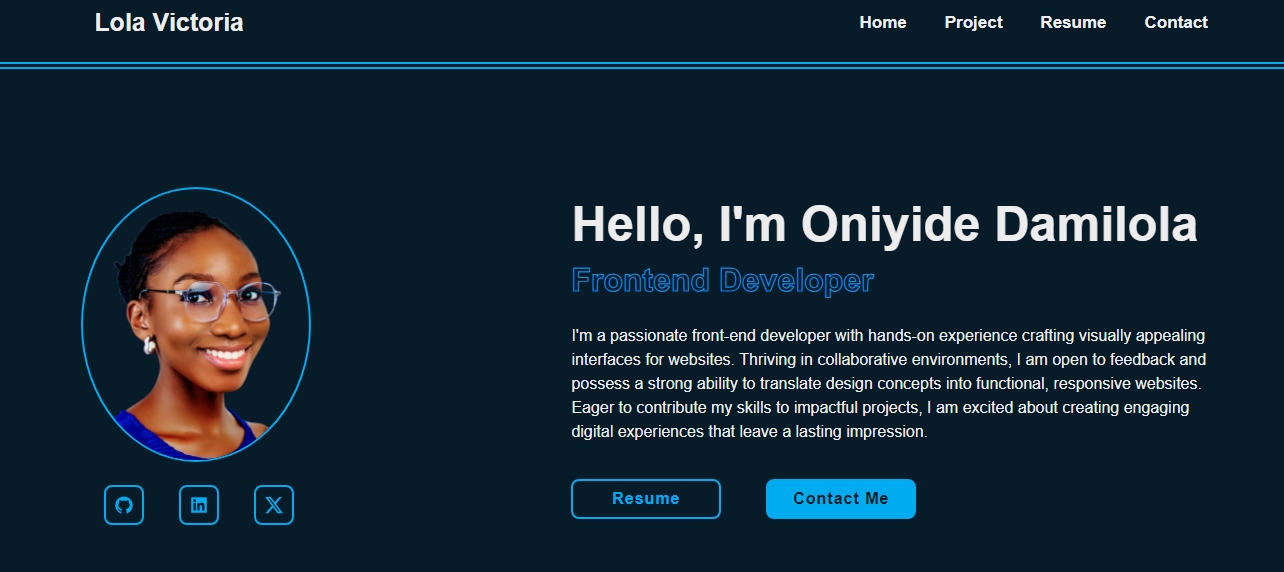 Lola Victoria
Home Project Resume Contact
Hello, I'm Oniyide Damilola
Frontend Developer
I'm a passionate front-end developer with hands-on experience crafting visually appealing
interfaces for websites. Thriving in collaborative environments, I am open to feedback and
possess a strong ability to translate design concepts into functional, responsive websites.
Eager to contribute my skills to impactful projects, I am excited about creating engaging
digital experiences that leave a lasting impression.
Resume
Contact Me